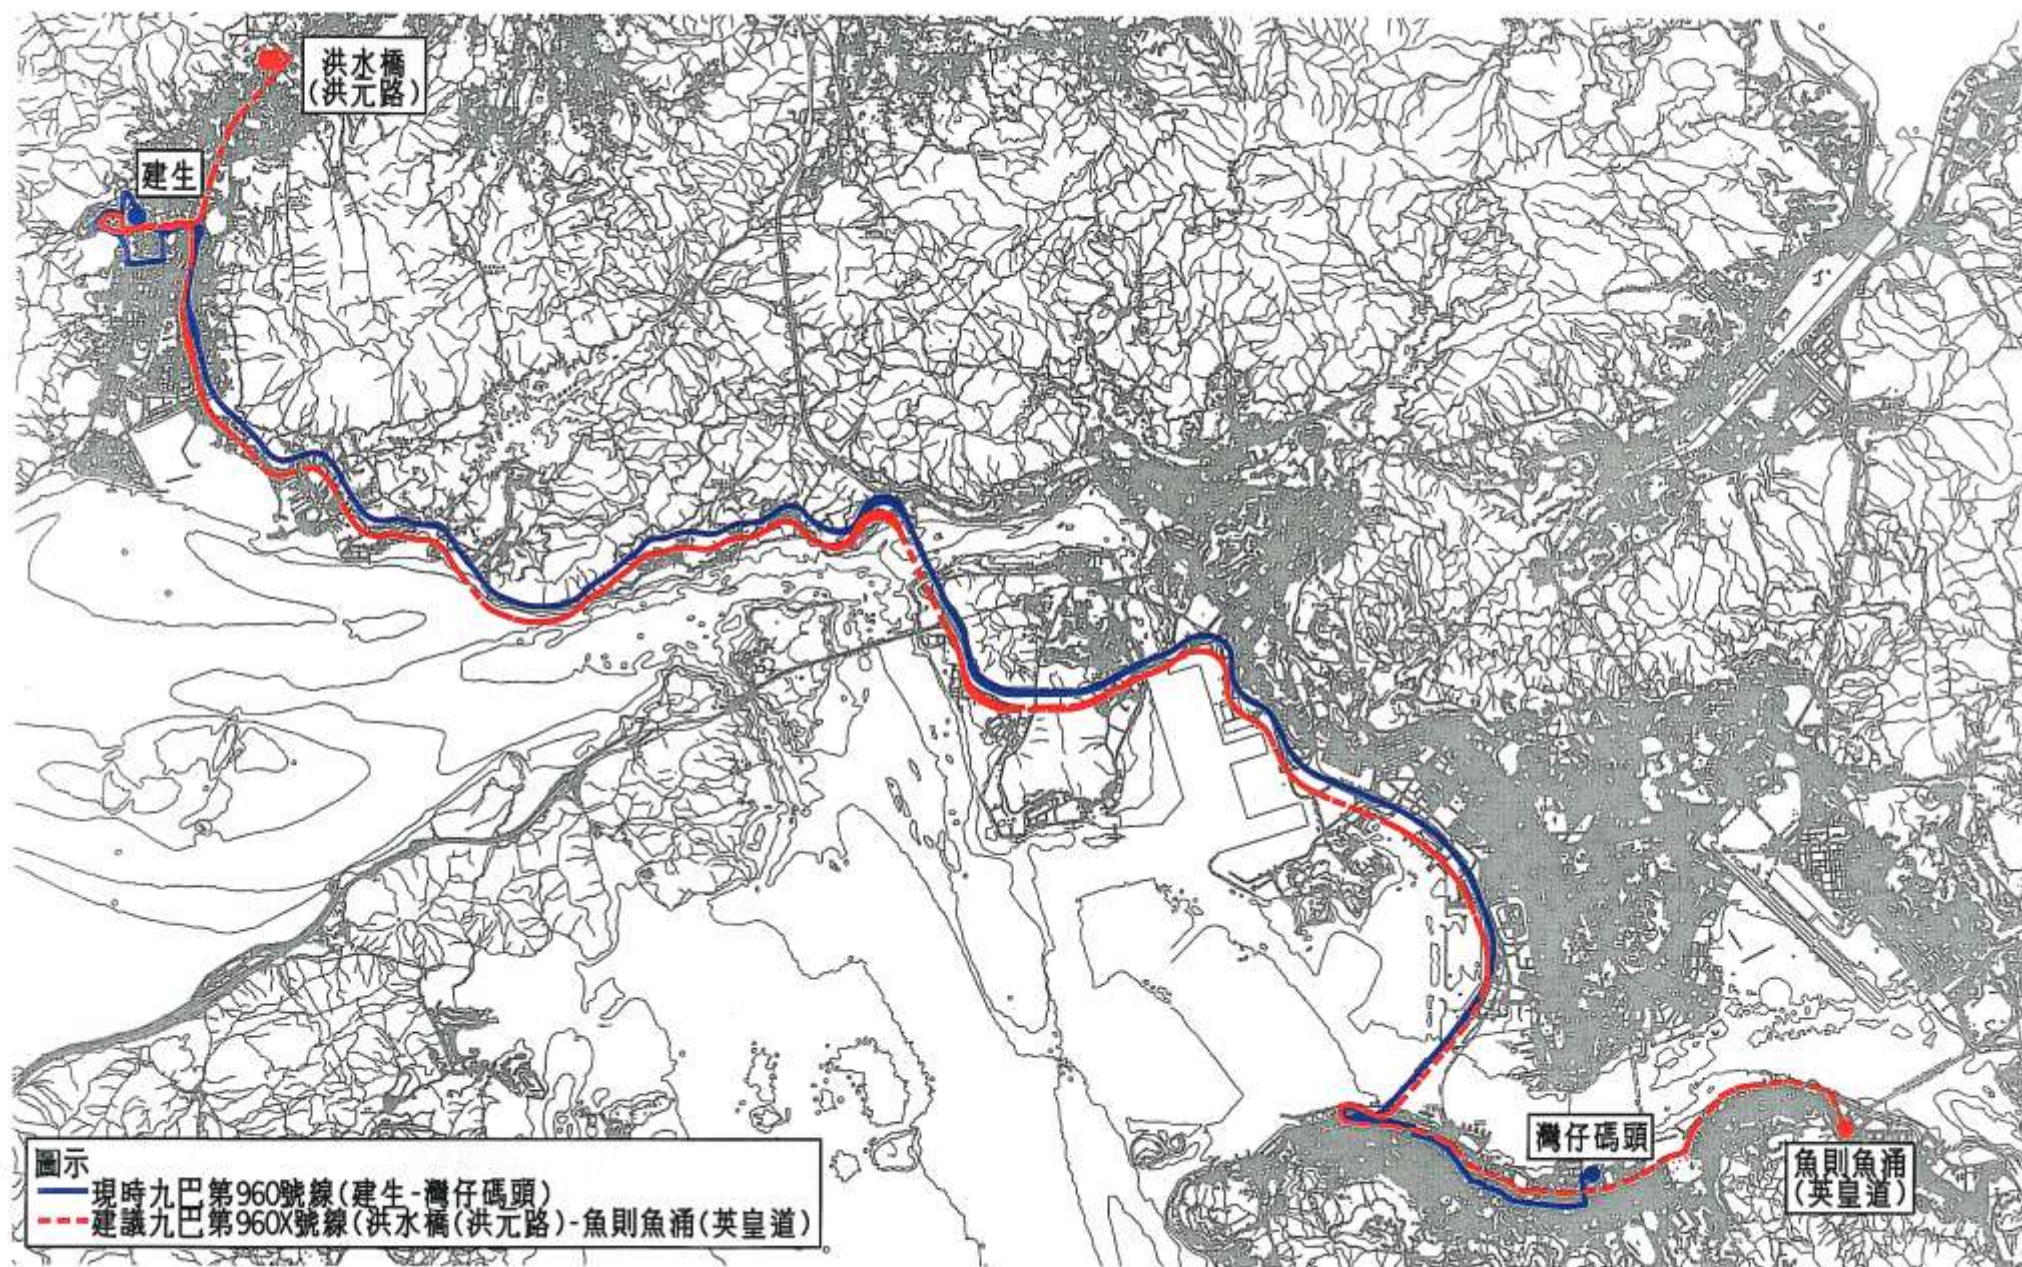 洪水橋
(洪元路)
建生
灣仔碼頭
魚則魚涌
(英皇道)
圖示
現時九巴第960號線(建生-灣仔碼頭)
建議九巴第960X號線(洪水橋(洪元路)-魚則魚涌(英皇道)